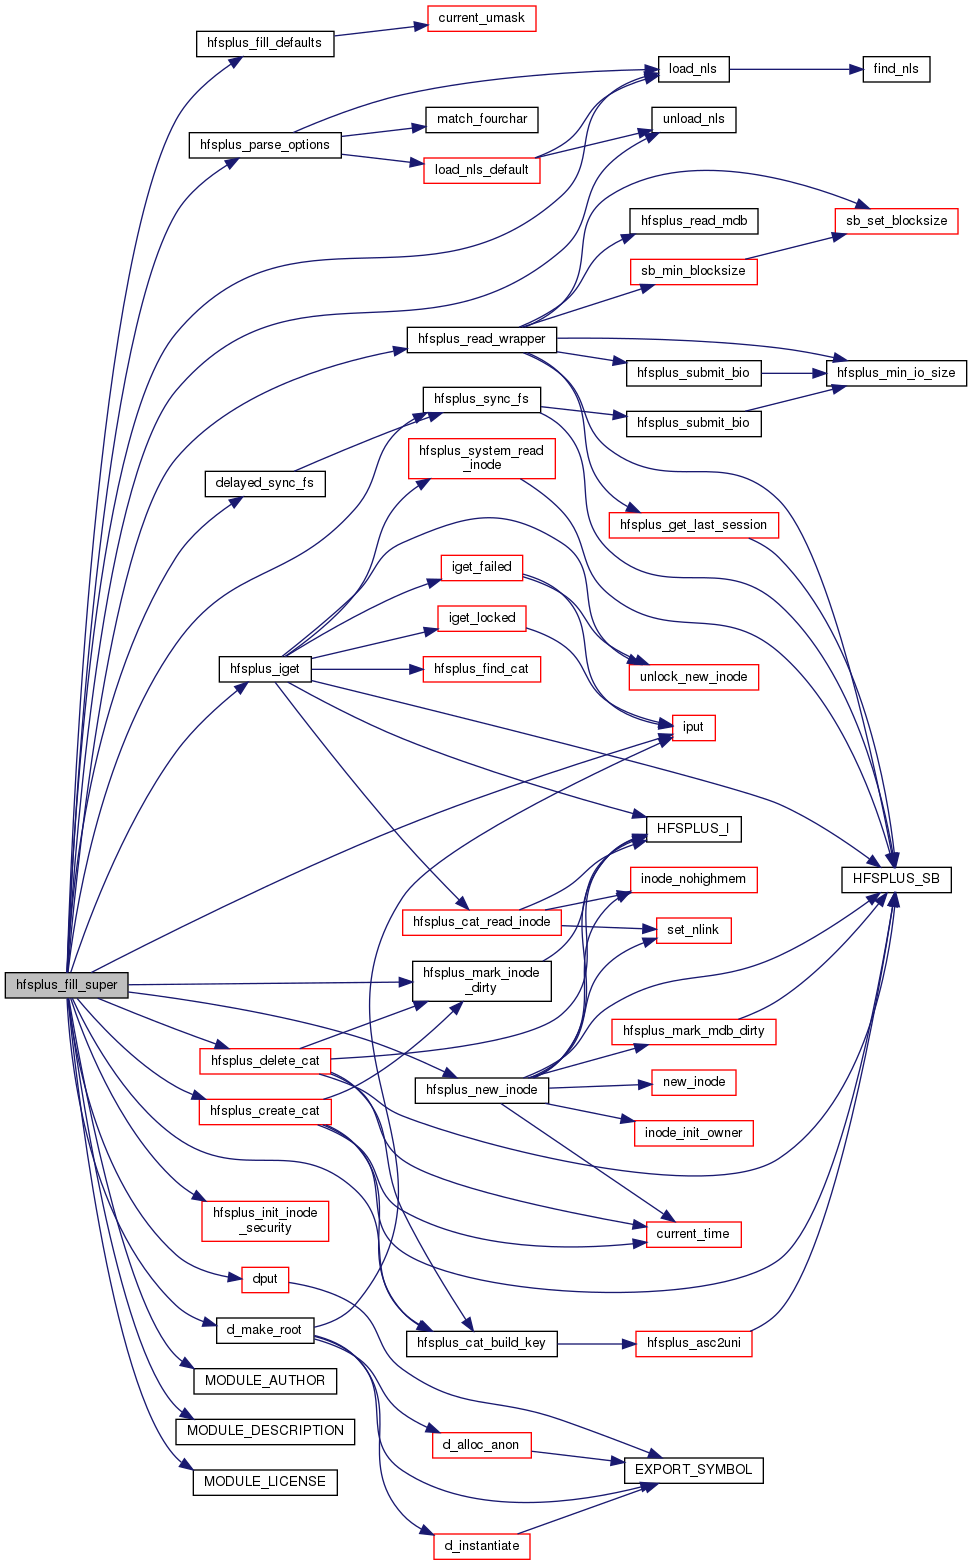 current_umask
hfsplus_fill_defaults
load_nls
find_nls
match_fourchar
unload_nls
hfsplus_parse_options
load_nls_default
hfsplus_read_mdb
sb_set_blocksize
sb_min_blocksize
hfsplus_read_wrapper
hfsplus_submit_bio
hfsplus_min_io_size
hfsplus_sync_fs
hfsplus_submit_bio
hfsplus_system_read
_inode
delayed_sync_fs
hfsplus_get_last_session
iget_failed
iget_locked
hfsplus_iget
hfsplus_find_cat
unlock_new_inode
iput
HFSPLUS_I
inode_nohighmem
HFSPLUS_SB
hfsplus_cat_read_inode
set_nlink
hfsplus_fill_super
hfsplus_mark_inode
_dirty
hfsplus_mark_mdb_dirty
hfsplus_delete_cat
hfsplus_new_inode
new_inode
hfsplus_create_cat
inode_init_owner
hfsplus_init_inode
_security
current_time
dput
d_make_root
hfsplus_cat_build_key
hfsplus_asc2uni
MODULE_AUTHOR
MODULE_DESCRIPTION
d_alloc_anon
EXPORT_SYMBOL
MODULE_LICENSE
d_instantiate